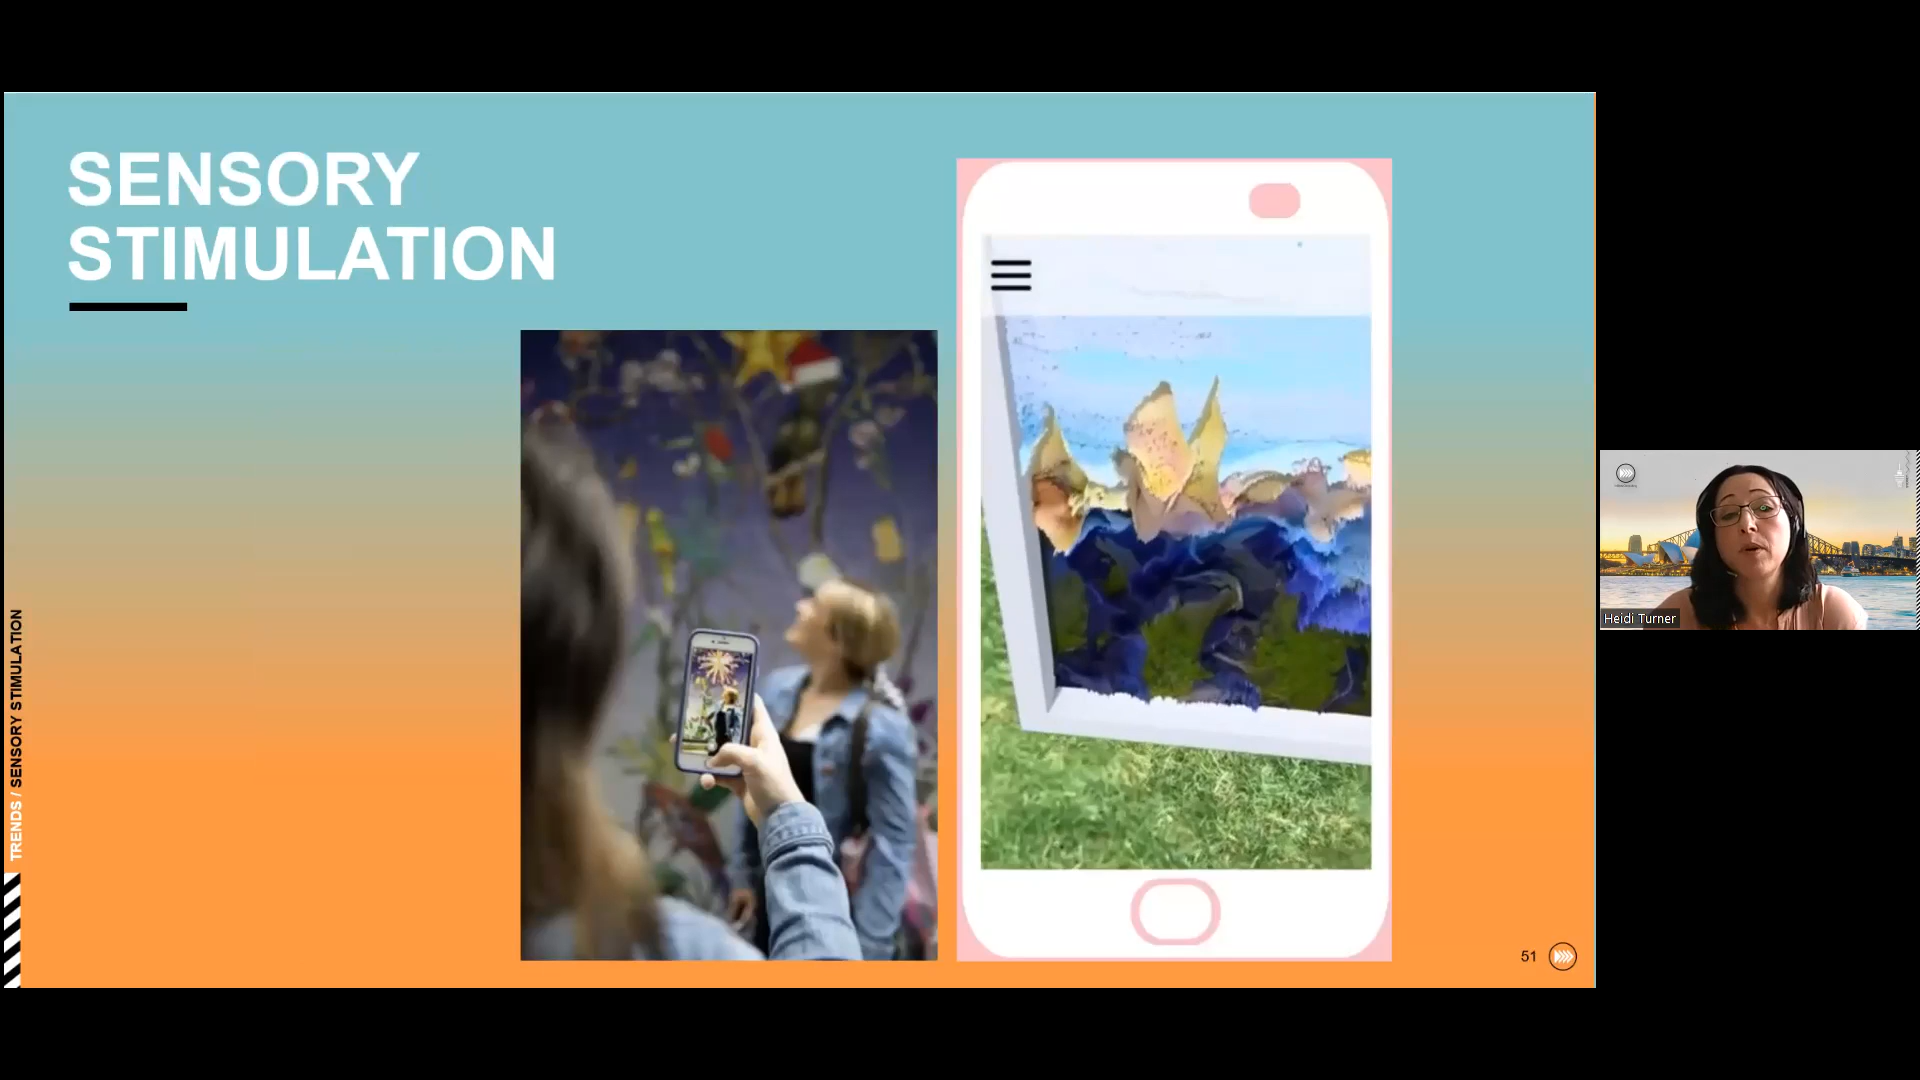 SENSORY
STIMULATION
TRENDS / SENSORY STIMULATION
51
Heidi Turner